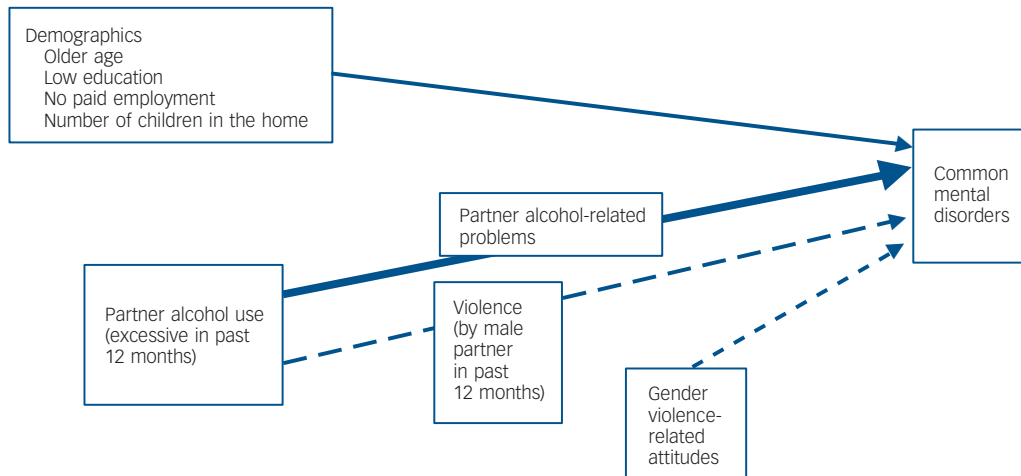 Demographics
Older age
Low education
No paid employment
Number of children in the home
Common
mental
disorders
Partner alcohol-related
problems
Partner alcohol use
(excessive in past
12 months)
Violence
(by male
partner
in past
12 months)
Gender
violence-
related
attitudes